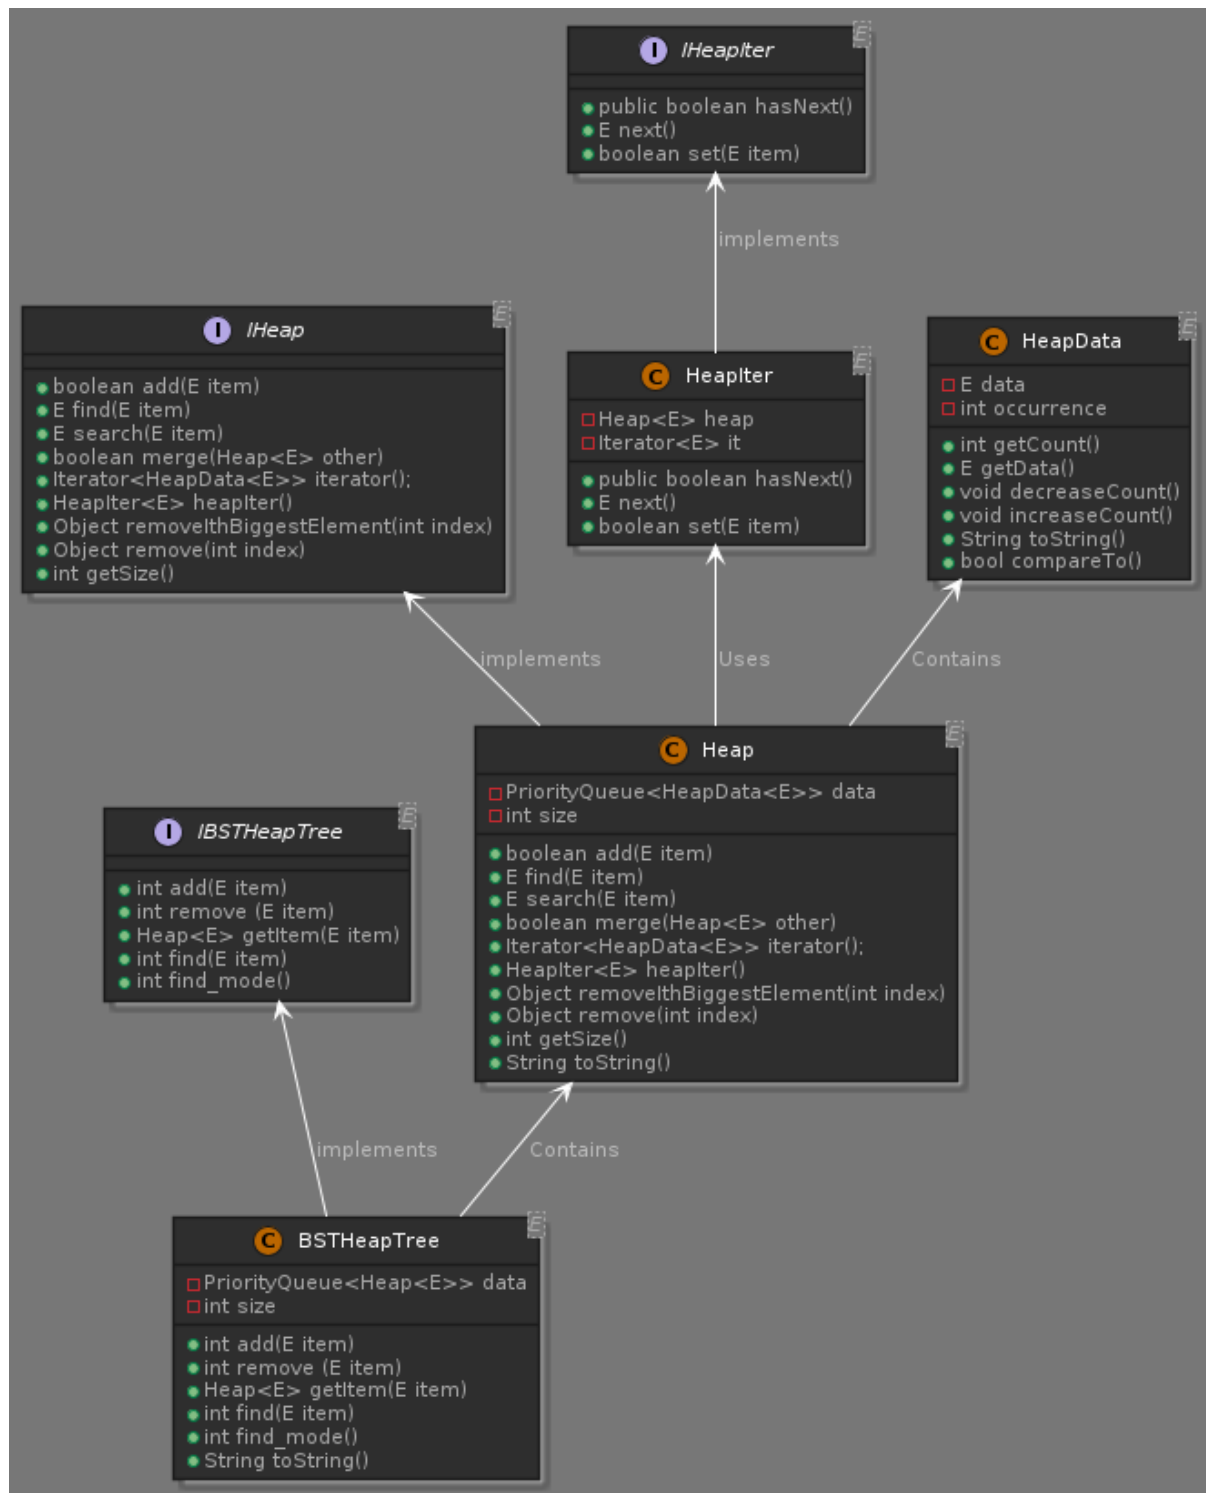 E
I IHeapIter
public boolean hasNext()
E next()
boolean set(E item)
implements
E
I IHeap
boolean add(E item)
E find(E item)
E search(E item)
boolean merge(Heap<E> other)
Iterator<HeapData<E>> iterator();
HeapIter<E> heapIter()
Object removeIthBiggestElement(int index)
Object remove(int index)
int getSize()
E
C HeapIter
Heap<E> heap
Iterator<E> it
public boolean hasNext()
E next()
boolean set(E item)
E
C HeapData
E data
int occurrence
int getCount()
E getData()
void decreaseCount()
void increaseCount()
String toString()
bool compareTo()
implements
Uses
Contains
E
C Heap
PriorityQueue<HeapData<E>> data
int size
boolean add(E item)
E find(E item)
E search(E item)
boolean merge(Heap<E> other)
Iterator<HeapData<E>> iterator();
HeapIter<E> heapIter()
Object removeIthBiggestElement(int index)
Object remove(int index)
int getSize()
String toString()
E
I IBSTHeapTree
int add(E item)
int remove (E item)
Heap<E> getItem(E item)
int find(E item)
int find_mode()
implements
Contains
E
C BSTHeapTree
PriorityQueue<Heap<E>> data
int size
int add(E item)
int remove (E item)
Heap<E> getItem(E item)
int find(E item)
int find_mode()
String toString()